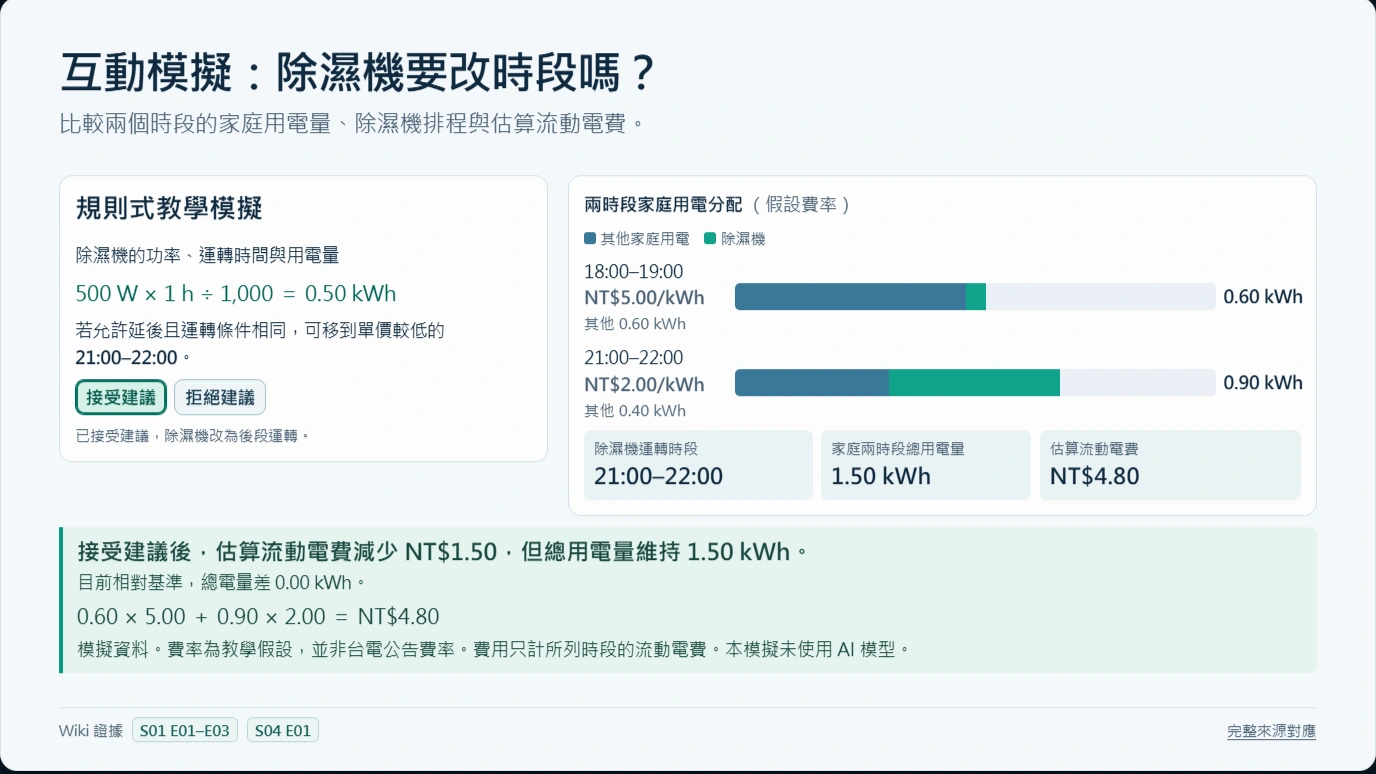 互動模擬：除濕機要改時段嗎？
比較兩個時段的家庭用電量、除濕機排程與估算流動電費。
規則式教學模擬
除濕機的功率、運轉時間與用電量
500 W × 1 h ÷ 1,000 = 0.50 kWh
若允許延後且運轉條件相同，可移到單價較低的
21:00–22:00。
接受建議 拒絕建議
已接受建議，除濕機改為後段運轉。
兩時段家庭用電分配（假設費率）
其他家庭用電 除濕機
18:00–19:00
NT$5.00/kWh
其他 0.60 kWh
0.60 kWh
21:00–22:00
NT$2.00/kWh
其他 0.40 kWh
0.90 kWh
除濕機運轉時段
21:00–22:00
家庭兩時段總用電量
1.50 kWh
估算流動電費
NT$4.80
接受建議後，估算流動電費減少 NT$1.50，但總用電量維持 1.50 kWh。
目前相對基準，總電量差 0.00 kWh。
0.60 × 5.00 + 0.90 × 2.00 = NT$4.80
模擬資料。費率為教學假設，並非台電公告費率。費用只計所列時段的流動電費。本模擬未使用 AI 模型。
Wiki 證據 S01 E01–E03 S04 E01
完整來源對應